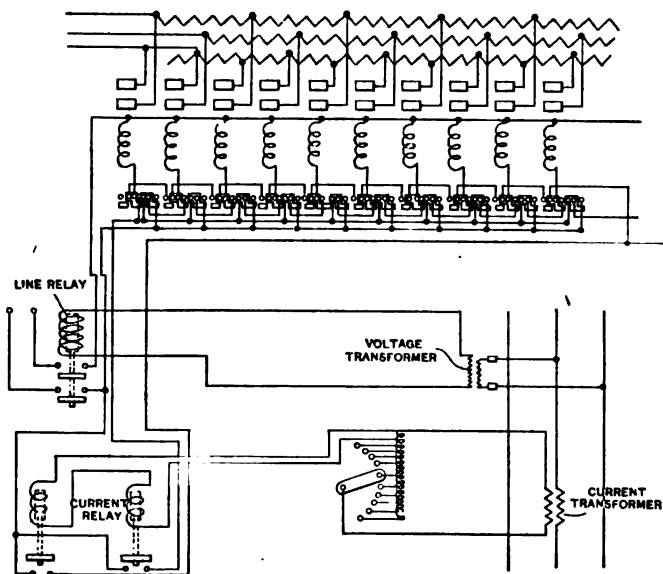 LINE RELAY
VOLTAGE
TRANSFORMER
CURRENT
RELAY
CURRENT
TRANSFORMER